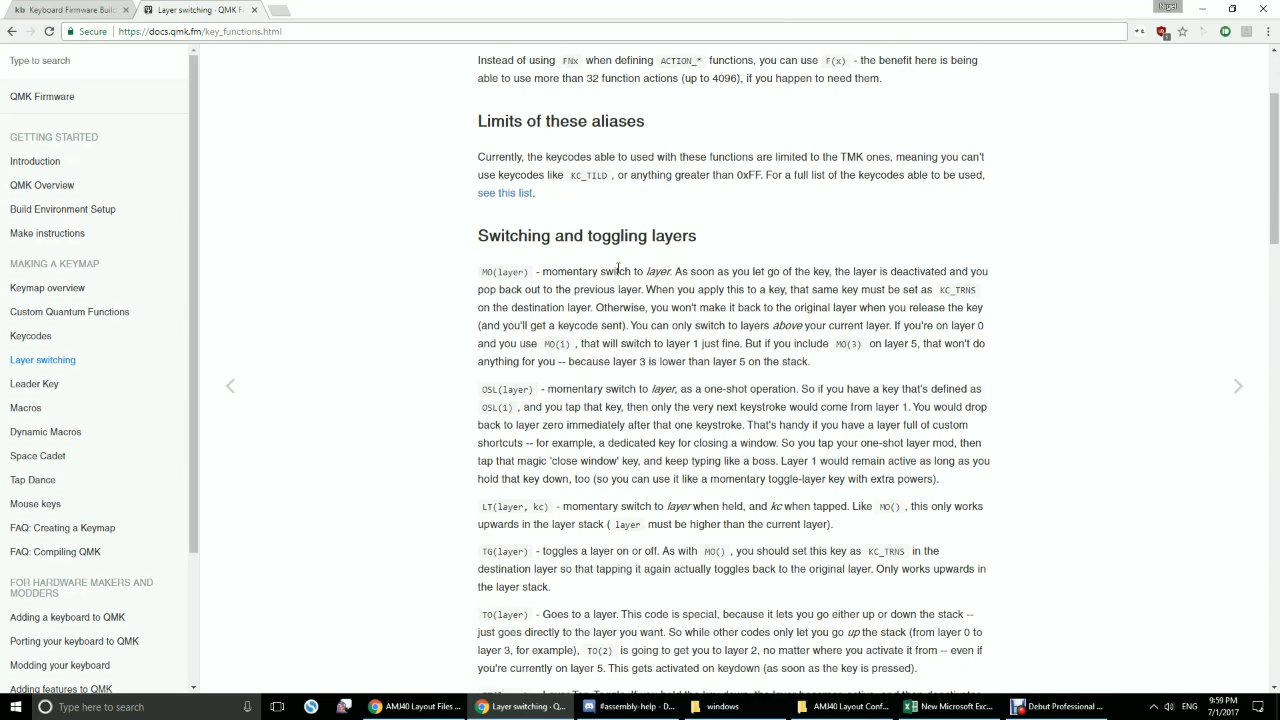 Keyboard Firmware Buil
Layer switching · QMK F
Nigel
Secure
https://docs.qmk.fm/key_functions.html
Type to search
QMK Firmware
GETTING STARTED
Introduction
QMK Overview
Build Environment Setup
Make instructions
MAKING A KEYMAP
Keymap overview
Custom Quantum Functions
Keycodes
Layer switching
Leader Key
Macros
Dynamic Macros
Space Cadet
Tap Dance
Mouse keys
FAQ: Creating a Keymap
FAQ: Compiling QMK
FOR HARDWARE MAKERS AND
MODDERS
Adding a keyboard to QMK
Porting your keyboard to QMK
Modding your keyboard
Adding features to QMK
Instead of using FNx when defining ACTION_* functions, you can use F(x) - the benefit here is being
able to use more than 32 function actions (up to 4096), if you happen to need them.
Limits of these aliases
Currently, the keycodes able to used with these functions are limited to the TMK ones, meaning you can't
use keycodes like KC_TILD , or anything greater than 0xFF. For a full list of the keycodes able to be used,
see this list.
Switching and toggling layers
MO(layer) - momentary switch to layer. As soon as you let go of the key, the layer is deactivated and you
pop back out to the previous layer. When you apply this to a key, that same key must be set as KC_TRNS
on the destination layer. Otherwise, you won't make it back to the original layer when you release the key
(and you'll get a keycode sent). You can only switch to layers above your current layer. If you're on layer 0
and you use MO(1) , that will switch to layer 1 just fine. But if you include MO(3) on layer 5, that won't do
anything for you -- because layer 3 is lower than layer 5 on the stack.
OSL(layer) - momentary switch to layer, as a one-shot operation. So if you have a key that's defined as
OSL(1) , and you tap that key, then only the very next keystroke would come from layer 1. You would drop
back to layer zero immediately after that one keystroke. That's handy if you have a layer full of custom
shortcuts -- for example, a dedicated key for closing a window. So you tap your one-shot layer mod, then
tap that magic 'close window' key, and keep typing like a boss. Layer 1 would remain active as long as you
hold that key down, too (so you can use it like a momentary toggle-layer key with extra powers).
LT(layer, kc) - momentary switch to layer when held, and kc when tapped. Like MO() , this only works
upwards in the layer stack ( layer must be higher than the current layer).
TG(layer) - toggles a layer on or off. As with MO() , you should set this key as KC_TRNS in the
destination layer so that tapping it again actually toggles back to the original layer. Only works upwards in
the layer stack.
TO(layer) - Goes to a layer. This code is special, because it lets you go either up or down the stack --
just goes directly to the layer you want. So while other codes only let you go up the stack (from layer 0 to
layer 3, for example), TO(2) is going to get you to layer 2, no matter where you activate it from -- even if
you're currently on layer 5. This gets activated on keydown (as soon as the key is pressed).
Type here to search
AMJ40 Layout Files ...
Layer switching - Q...
#assembly-help - D...
windows
AMJ40 Layout Conf...
New Microsoft Exc...
Debut Professional ...
ENG
9:59 PM
7/1/2017